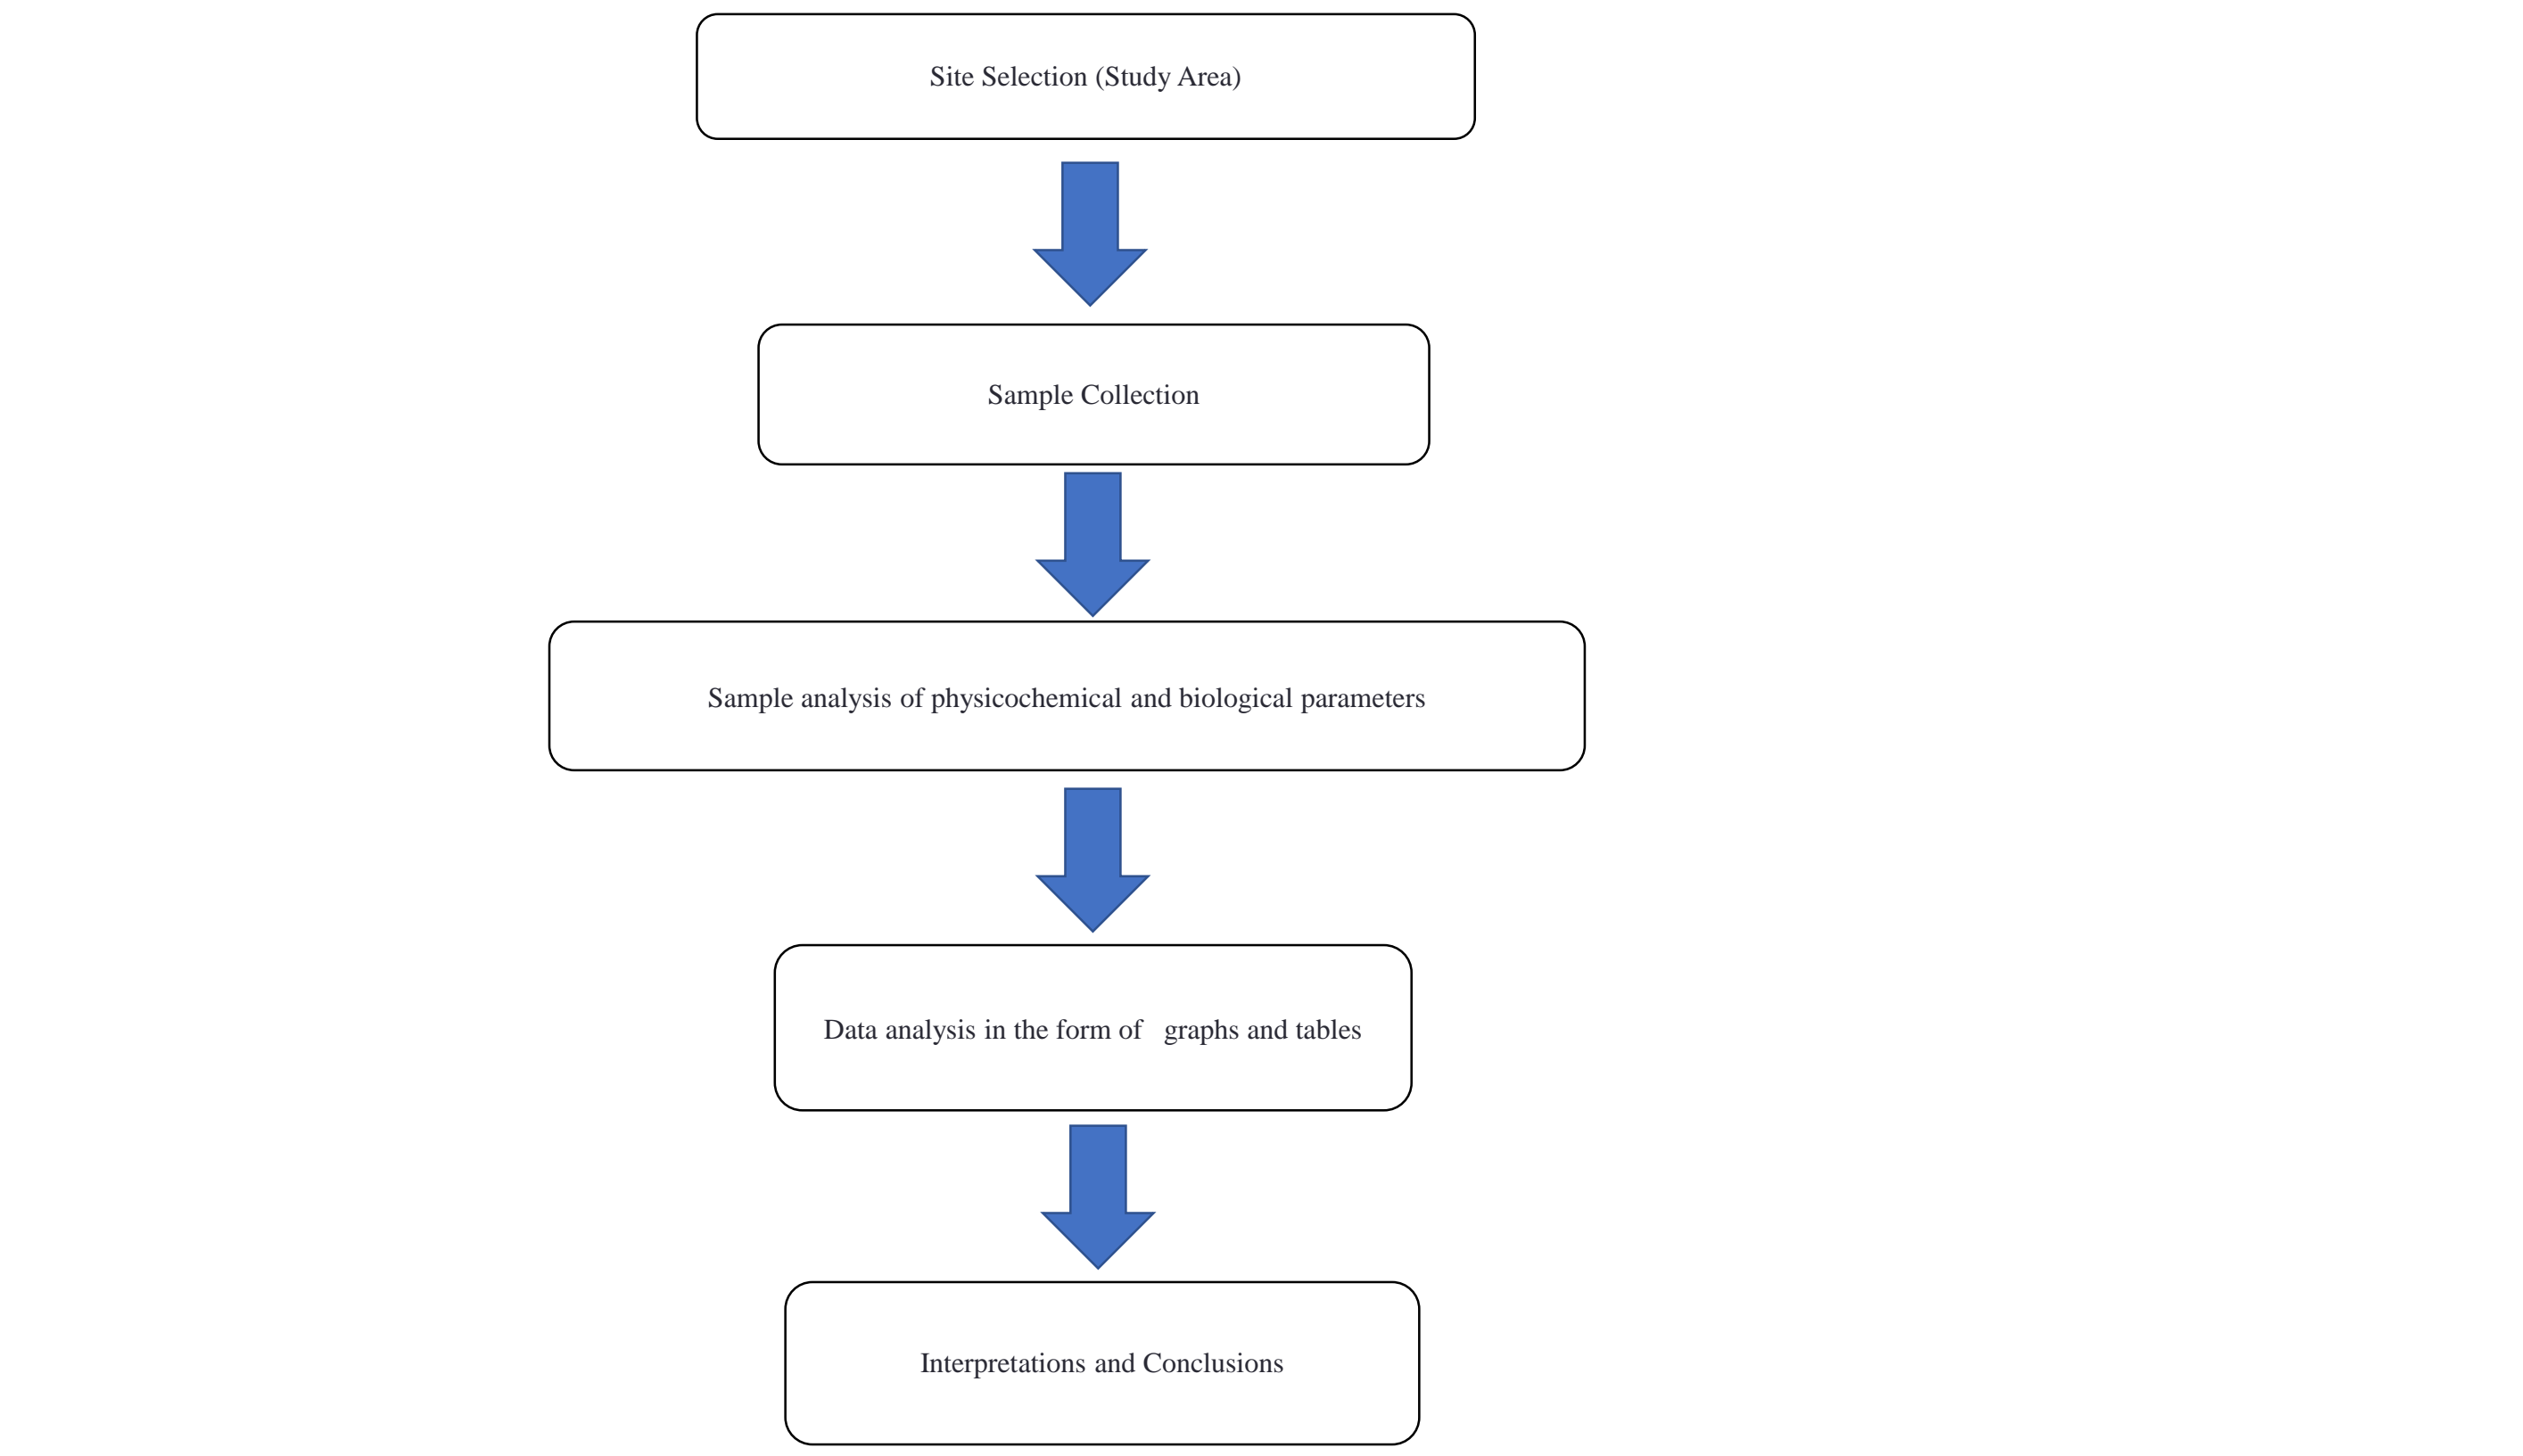 Site Selection (Study Area)
Sample Collection
Sample analysis of physicochemical and biological parameters
Data analysis in the form of   graphs and tables
Interpretations and Conclusions